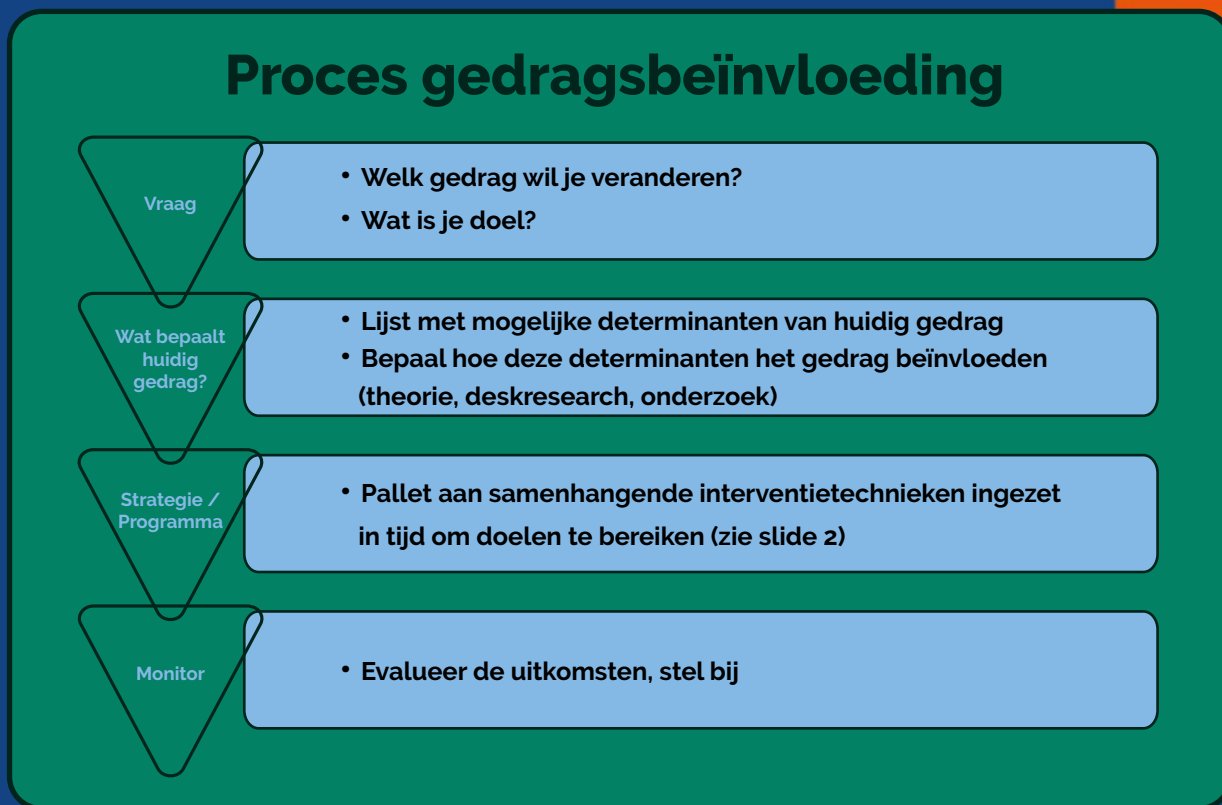 Proces gedragsbeïnvloeding
Vraag
• Welk gedrag wil je veranderen?
• Wat is je doel?
Wat bepaalt
huidig
gedrag?
• Lijst met mogelijke determinanten van huidig gedrag
• Bepaal hoe deze determinanten het gedrag beïnvloeden
(theorie, deskresearch, onderzoek)
Strategie /
Programma
• Pallet aan samenhangende interventietechnieken ingezet
in tijd om doelen te bereiken (zie slide 2)
Monitor
• Evalueer de uitkomsten, stel bij